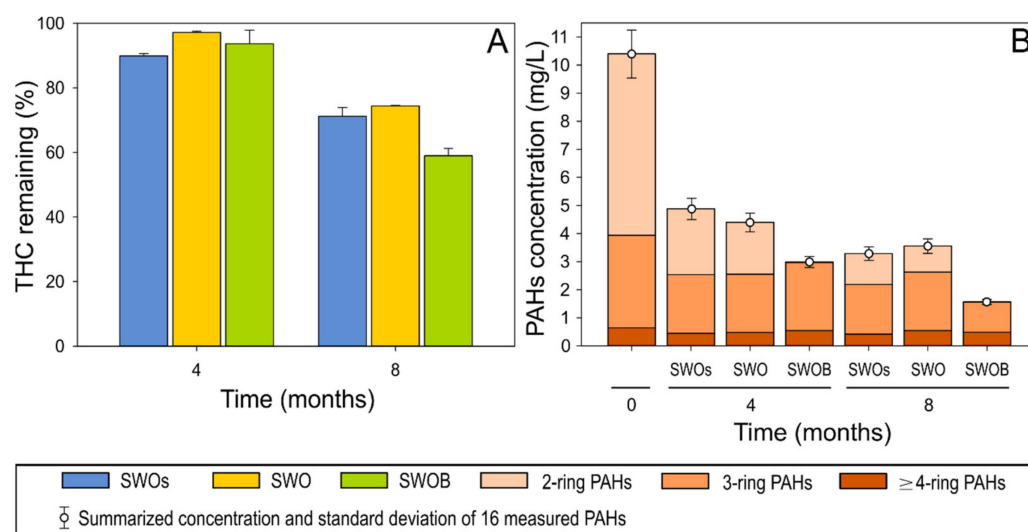 A
THC remaining (%)
100
80
60
40
20
0
4 8
Time (months)
B
PAHs concentration (mg/L)
11
10
9
8
7
6
5
4
3
2
1
0
SWOs SWO SWOB SWOs SWO SWOB
0 4 8
Time (months)
SWOs SWO SWOB 2-ring PAHs 3-ring PAHs ≥4-ring PAHs
Summarized concentration and standard deviation of 16 measured PAHs